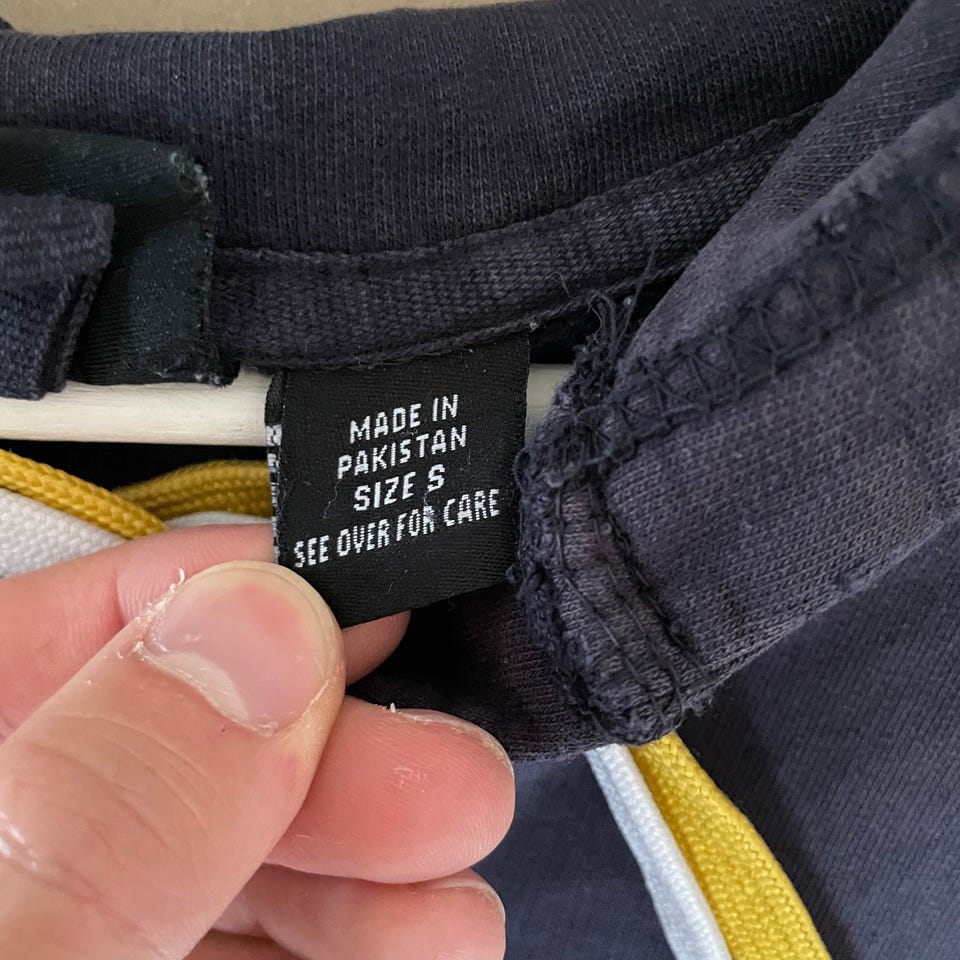 MADE IN
PAKISTAN
SIZE S
SEE OVER FOR CARE